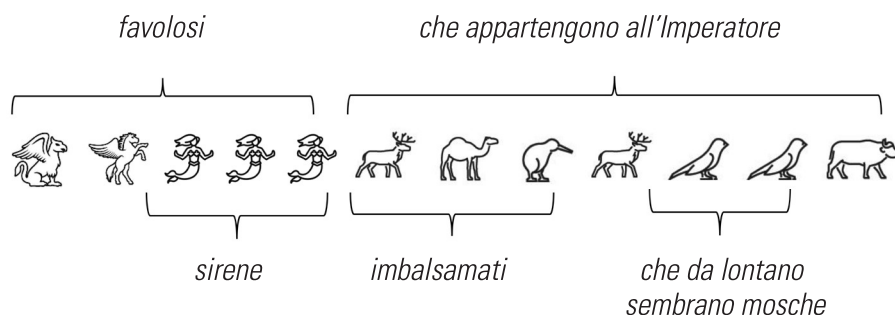 favolosi
che appartengono all'Imperatore
sirene
imbalsamati
che da lontano
sembrano mosche